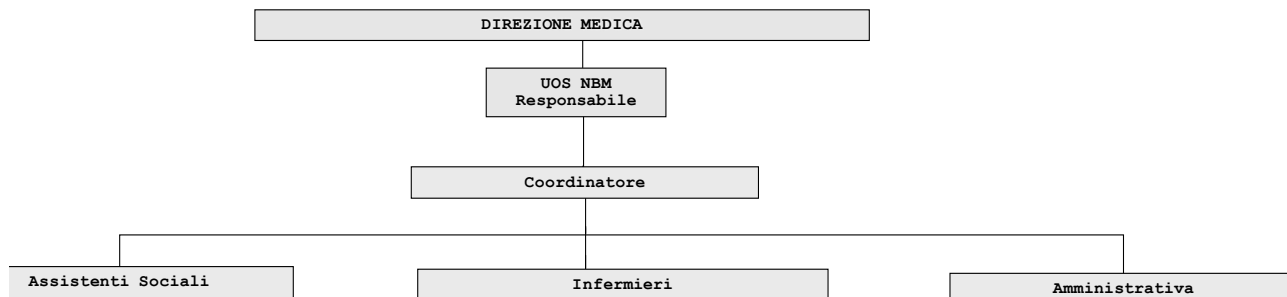 DIREZIONE MEDICA
UOS NBM
Responsabile
Coordinatore
Assistenti Sociali
Infermieri
Amministrativa